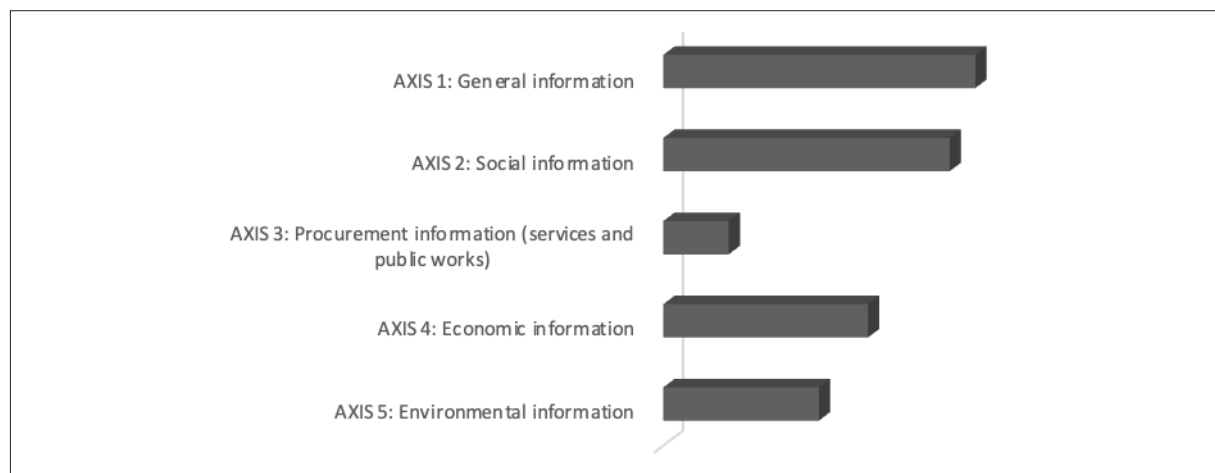 AXIS 1: General information
AXIS 2: Social information
AXIS 3: Procurement information (services and
public works)
AXIS 4: Economic information
AXIS 5: Environmental information